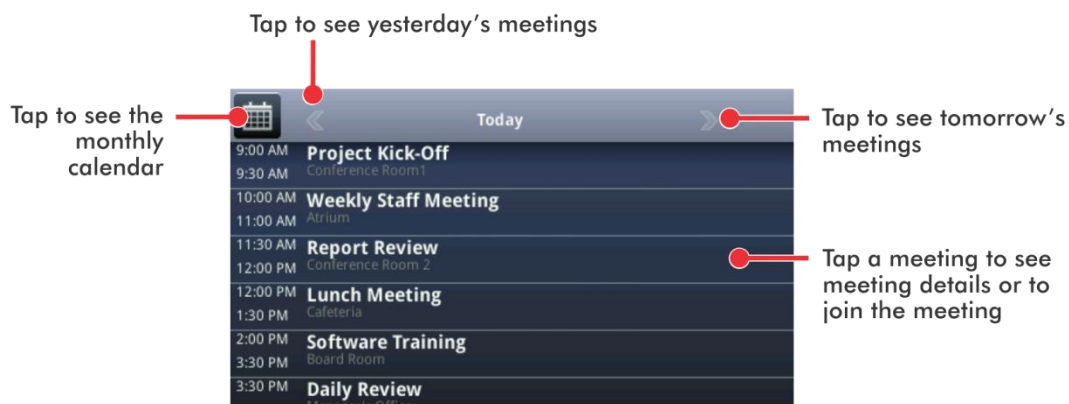 Tap to see yesterday's meetings
Tap to see the
monthly
calendar
Today
Tap to see tomorrow's
meetings
9:00 AM Project Kick-Off
9:30 AM Conference Room1
10:00 AM Weekly Staff Meeting
11:00 AM Atrium
11:30 AM Report Review
12:00 PM Conference Room 2
Tap a meeting to see
meeting details or to
join the meeting
12:00 PM Lunch Meeting
1:30 PM Cafeteria
2:00 PM Software Training
3:30 PM Board Room
3:30 PM Daily Review